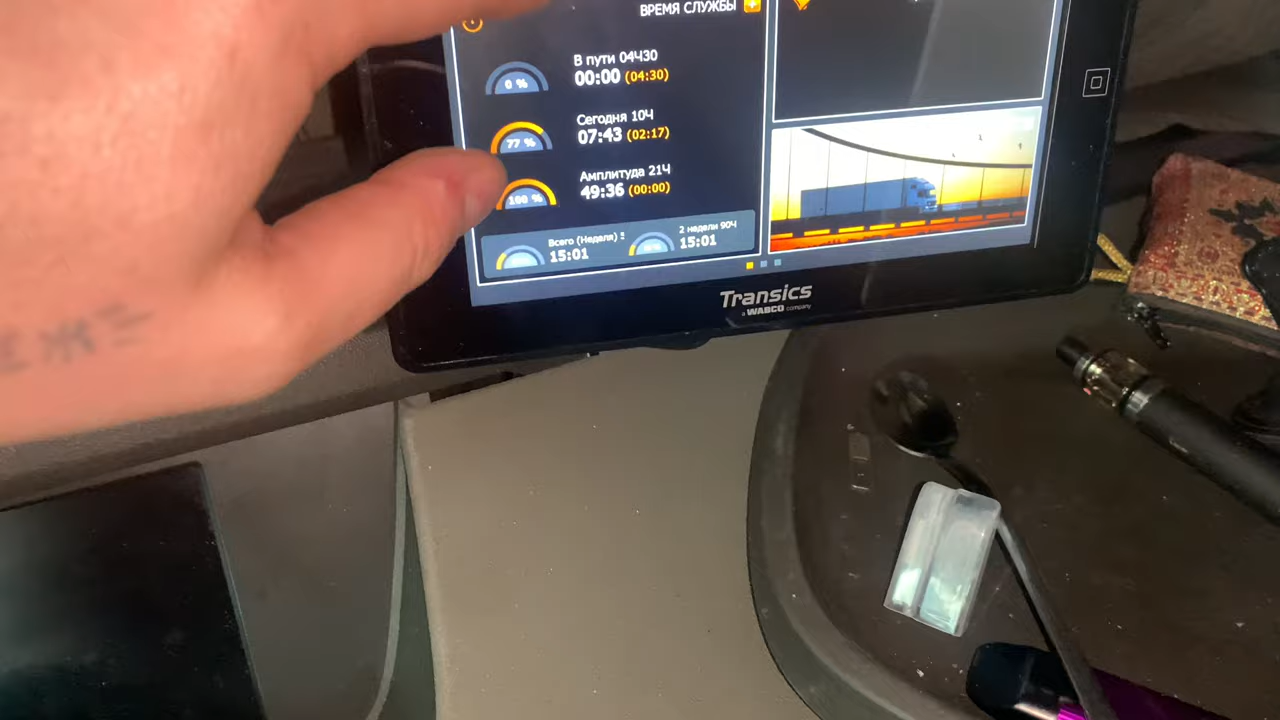 ВРЕМЯ СЛУЖБЫ
В пути 04Ч30
0 %
00:00 (04:30)
Сегодня 10Ч
77 %
07:43 (02:17)
Амплитуда 21Ч
100 %
49:36 (00:00)
Всего (Неделя)
15:01
2 недели 90Ч
15:01
Transics
a WABCO company